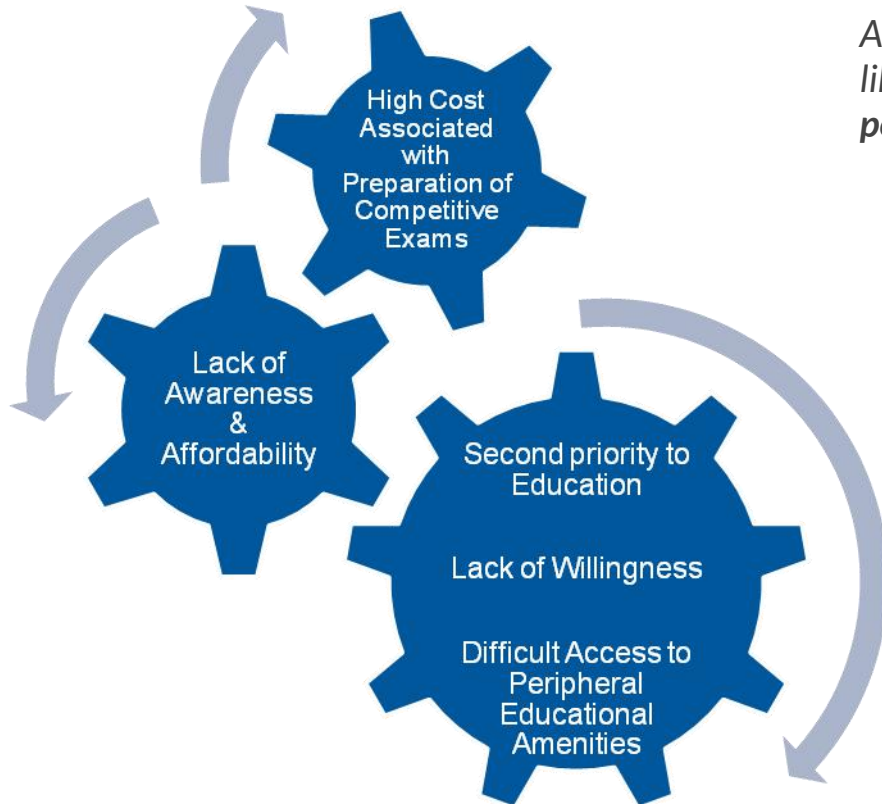 High Cost
Associated
with
Preparation of
Competitive
Exams
Lack of
Awareness
&
Affordability
Second priority to
Education
Lack of Willingness
Difficult Access to
Peripheral
Educational
Amenities